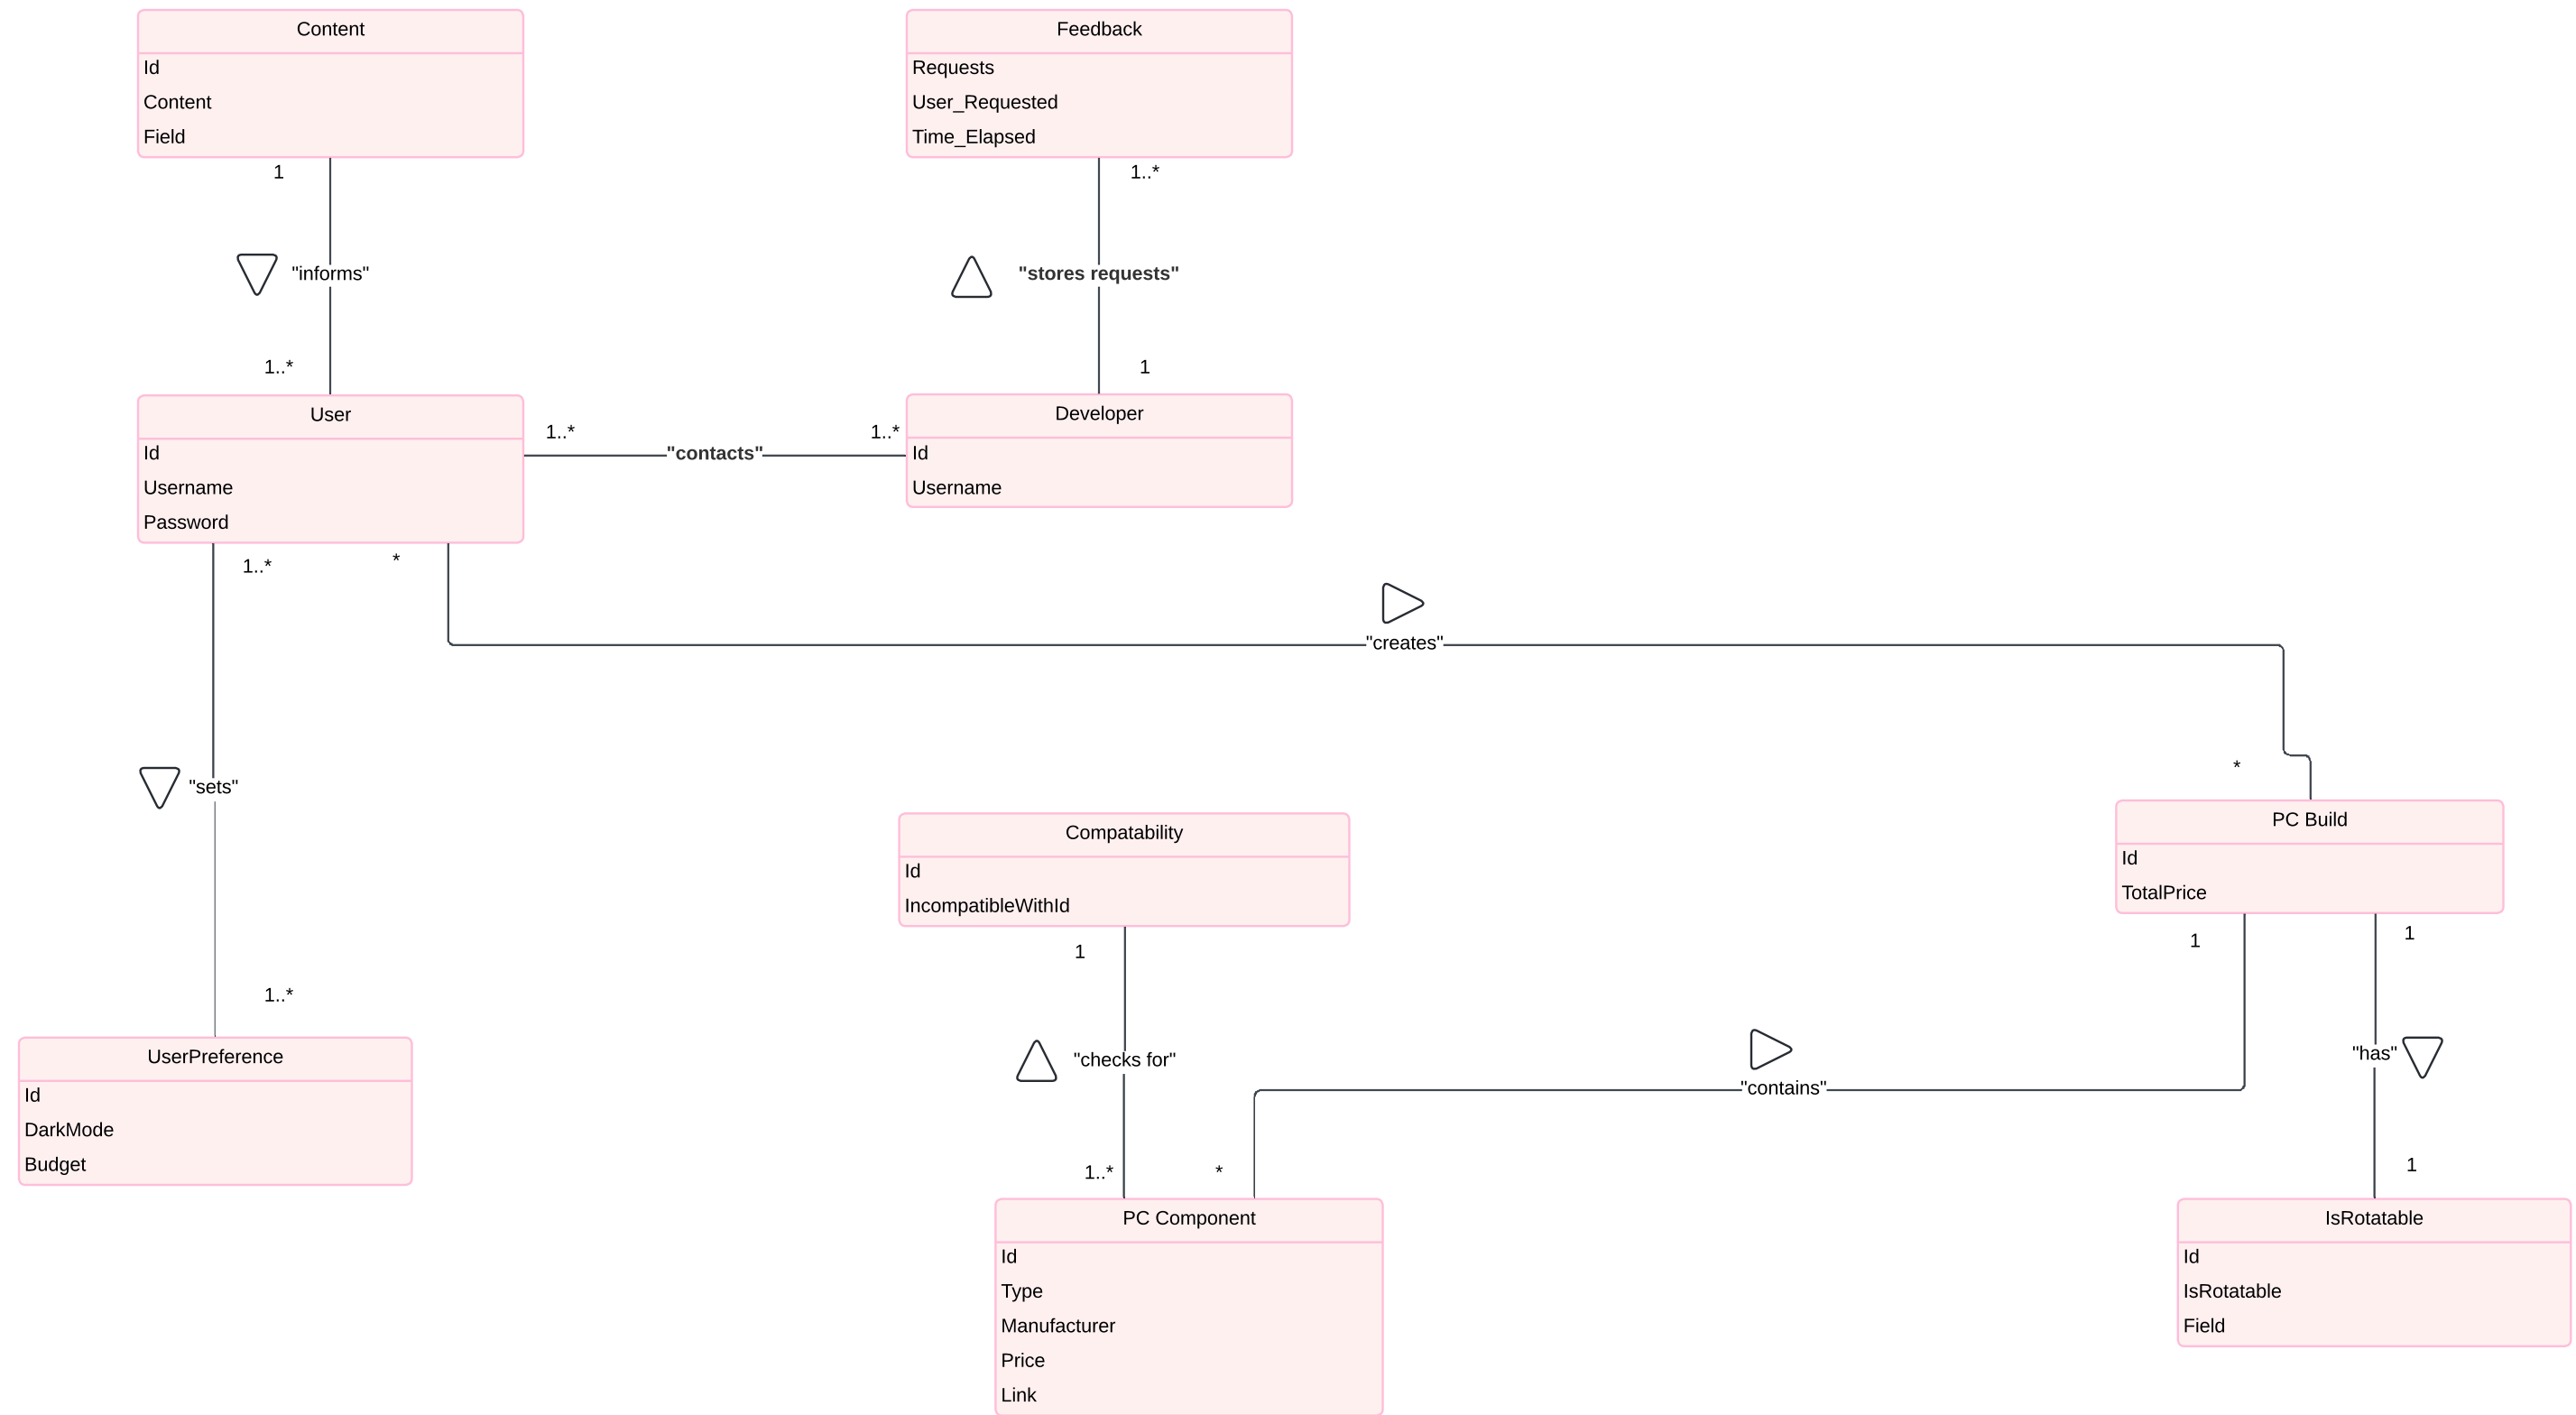 Content
Id
Content
Field
1
"informs"
1..*
Feedback
Requests
User_Requested
Time_Elapsed
1..*
"stores requests"
1
User
Id
Username
Password
1..*
"contacts"
1..*
Developer
Id
Username
1..*
*
"creates"
*
"sets"
1..*
UserPreference
Id
DarkMode
Budget
Compatability
Id
IncompatibleWithId
1
"checks for"
1..*
*
"contains"
PC Build
Id
TotalPrice
1
1
"has"
1
PC Component
Id
Type
Manufacturer
Price
Link
IsRotatable
Id
IsRotatable
Field